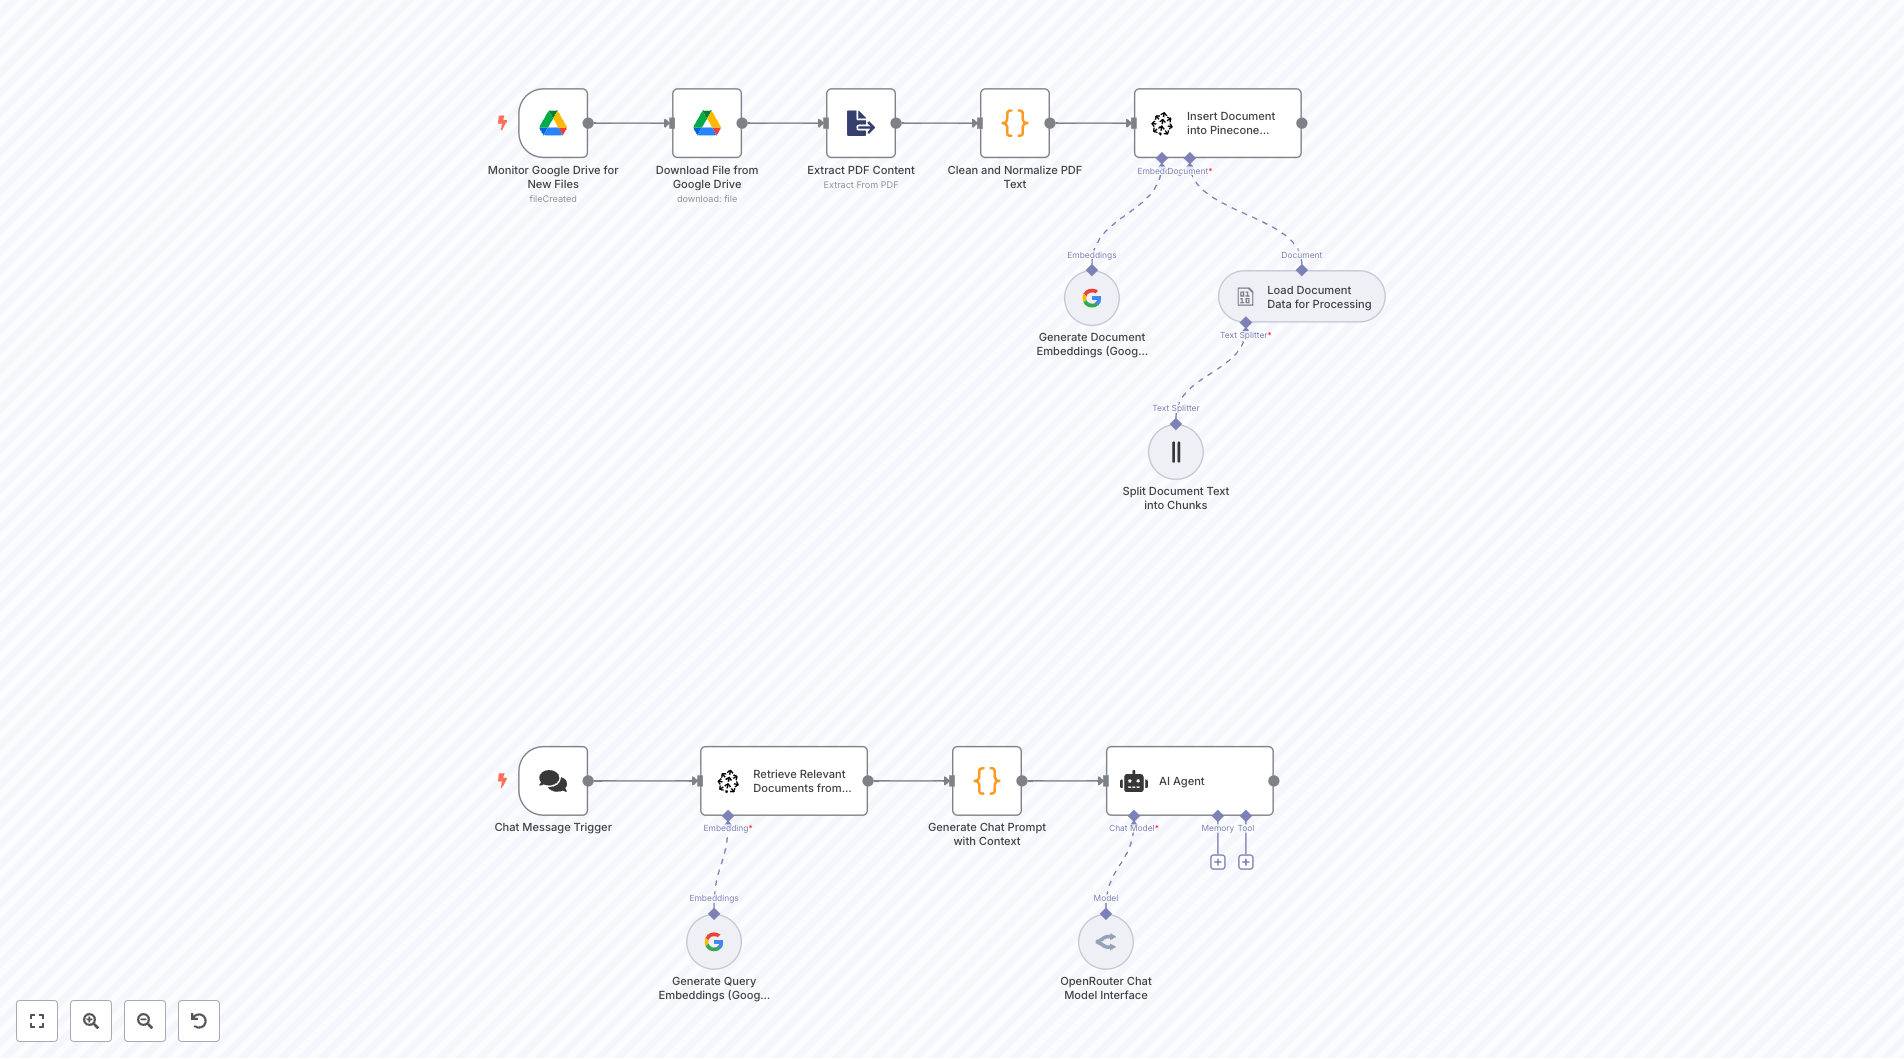 Monitor Google Drive for
New Files
fileCreated
Download File from
Google Drive
download: file
Extract PDF Content
Extract From PDF
Clean and Normalize PDF
Text
Insert Document
into Pinecone...
Document*
Embeddings
Generate Document
Embeddings (Goog...
Document
Load Document
Data for Processing
Text Splitter*
Text Splitter
Split Document Text
into Chunks
Chat Message Trigger
Retrieve Relevant
Documents from...
Embedding*
Embeddings
Generate Query
Embeddings (Goog...
Generate Chat Prompt
with Context
AI Agent
Chat Model*
Memory
Tool
Model
OpenRouter Chat
Model Interface